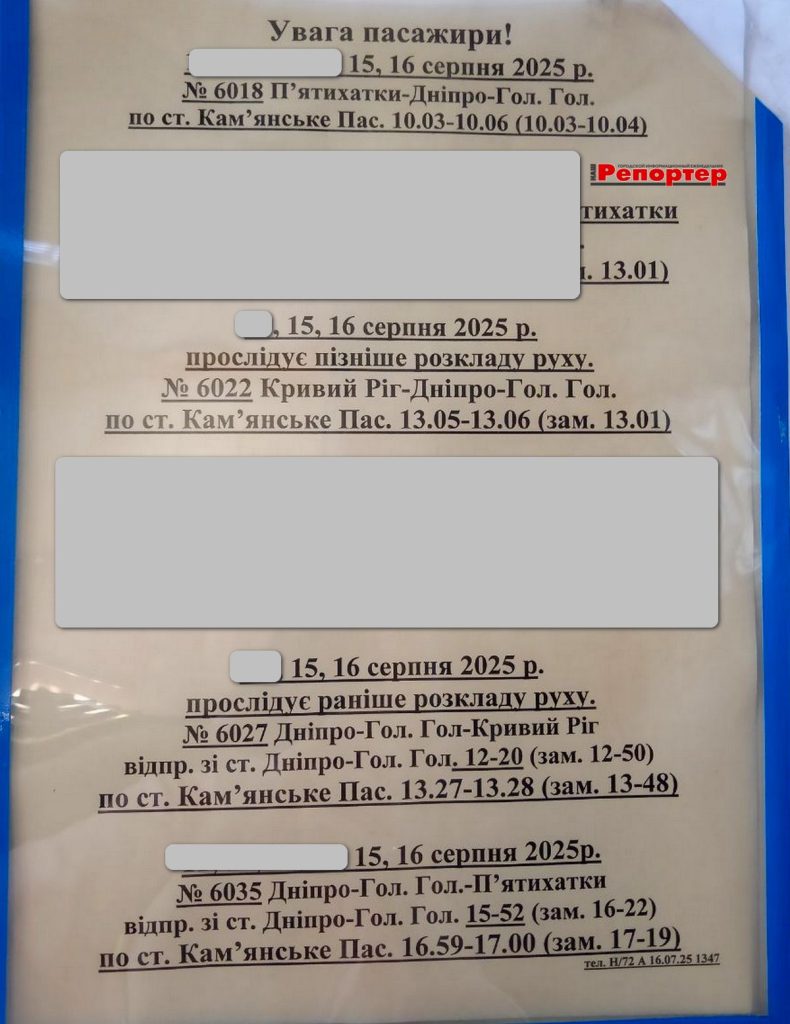 Увага пасажири!
15, 16 серпня 2025 р.
№ 6018 П’ятихатки-Дніпро-Гол. Гол.
по ст. Кам’янське Пас. 10.03-10.06 (10.03-10.04)
ГОРОДСКОЙ ИНФОРМАЦИОННЫЙ ЕЖЕНЕДЕЛЬНИК
НАШ Репортер
тихатки
. 13.01)
, 15, 16 серпня 2025 р.
прослідує пізніше розкладу руху.
№ 6022 Кривий Ріг-Дніпро-Гол. Гол.
по ст. Кам’янське Пас. 13.05-13.06 (зам. 13.01)
15, 16 серпня 2025 р.
прослідує раніше розкладу руху.
№ 6027 Дніпро-Гол. Гол-Кривий Ріг
відпр. зі ст. Дніпро-Гол. Гол. 12-20 (зам. 12-50)
по ст. Кам’янське Пас. 13.27-13.28 (зам. 13-48)
15, 16 серпня 2025р.
№ 6035 Дніпро-Гол. Гол.-П’ятихатки
відпр. зі ст. Дніпро-Гол. Гол. 15-52 (зам. 16-22)
по ст. Кам’янське Пас. 16.59-17.00 (зам. 17-19)
тел. Н/72 А 16.07.25 1347